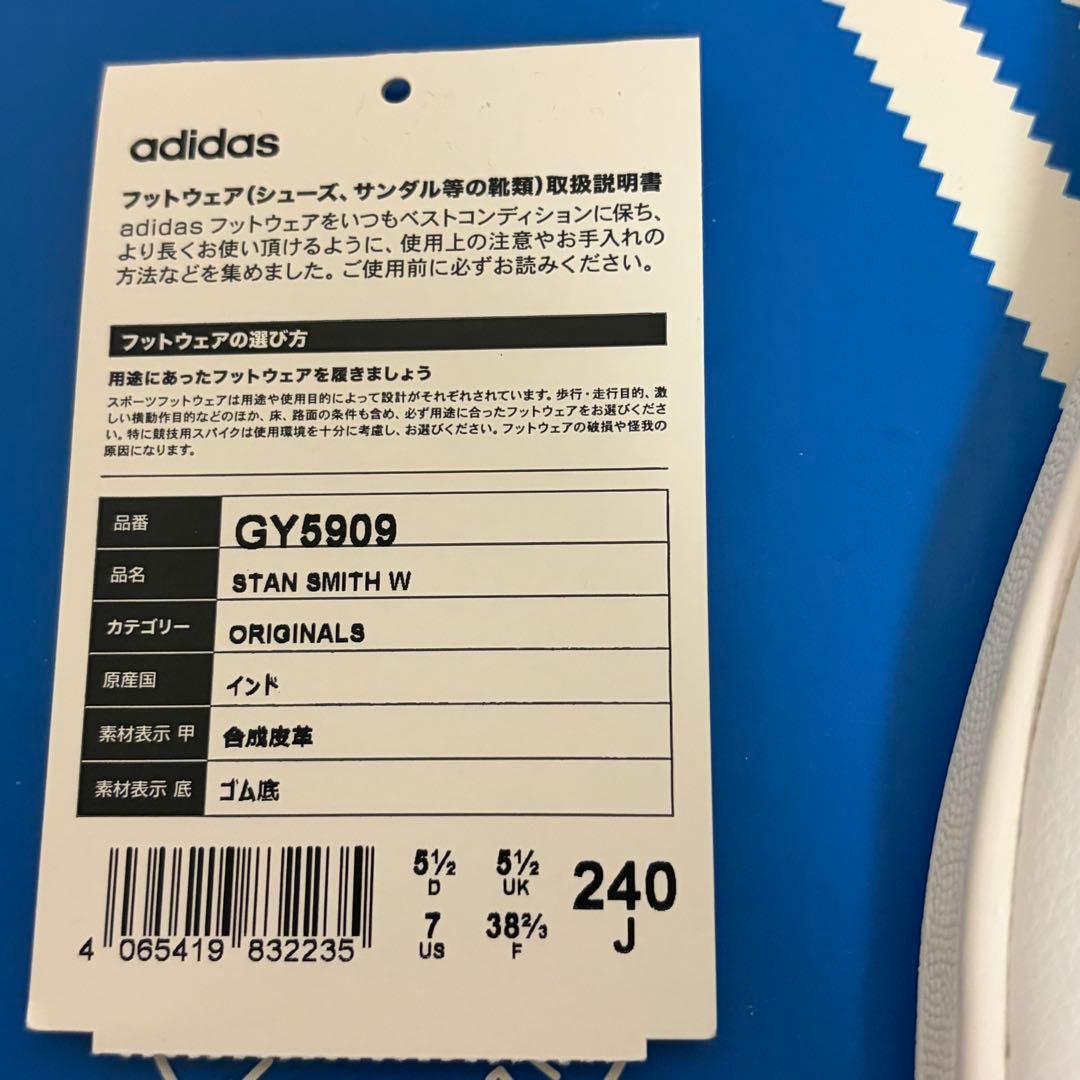 adidas
フットウェア(シューズ、サンダル等の靴類)取扱説明書
adidas フットウェアをいつもベストコンディションに保ち、
より長くお使い頂けるように、使用上の注意やお手入れの
方法などを集めました。ご使用前に必ずお読みください。
フットウェアの選び方
用途にあったフットウェアを履きましょう
スポーツフットウェアは用途や使用目的によって設計がそれぞれされています。歩行・走行目的、激
しい横動作目的などのほか、床、路面の条件も含め、必ず用途に合ったフットウェアをお選びくださ
い。特に競技用スパイクは使用環境を十分に考慮し、お選びください。フットウェアの破損や怪我の
原因になります。
品番 GY5909
品名 STAN SMITH W
カテゴリー ORIGINALS
原産国 インド
素材表示 甲 合成皮革
素材表示 底 ゴム底
5½ 5½ 240
D UK J
7 38⅔
US F
4 065419 832235